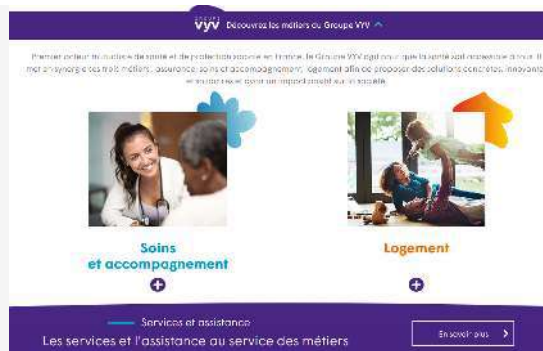 GROUPE
vyv
Découvrez les métiers du Groupe VYV
Premier acteur mutualiste de santé et de protection sociale en France, le Groupe VYV agit pour que la santé soit accessible à tous. Il
met en synergie ses trois métiers, assurance, soins et accompagnement, logement afin de proposer des solutions concrètes, innovantes
et solidaires et avoir un impact positif sur la société.
Soins
et accompagnement
Logement
Services et assistance
Les services et l'assistance au service des métiers
En savoir plus